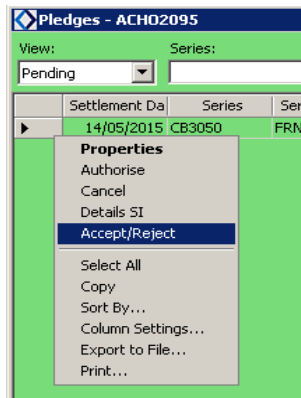 Pledges - ACHO2095
View: Series:
Pending
Settlement Da Series Ser
14/05/2015 CB3050 FRN
Properties
Authorise
Cancel
Details SI
Accept/Reject
Select All
Copy
Sort By...
Column Settings...
Export to File...
Print...